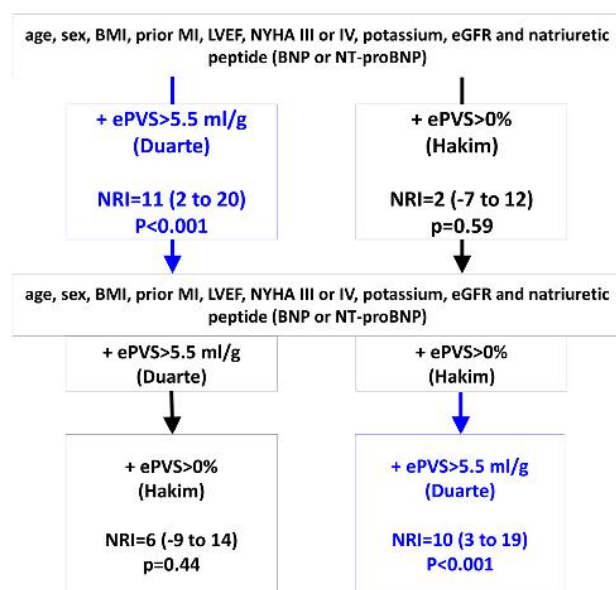 age, sex, BMI, prior MI, LVEF, NYHA III or IV, potassium, eGFR and natriuretic
peptide (BNP or NT-proBNP)
+ ePVS>5.5 ml/g
(Duarte)
NRI=11 (2 to 20)
P<0.001
+ ePVS>0%
(Hakim)
NRI=2 (-7 to 12)
p=0.59
age, sex, BMI, prior MI, LVEF, NYHA III or IV, potassium, eGFR and natriuretic
peptide (BNP or NT-proBNP)
+ ePVS>5.5 ml/g
(Duarte)
+ ePVS>0%
(Hakim)
+ ePVS>0%
(Hakim)
NRI=6 (-9 to 14)
p=0.44
+ ePVS>5.5 ml/g
(Duarte)
NRI=10 (3 to 19)
P<0.001